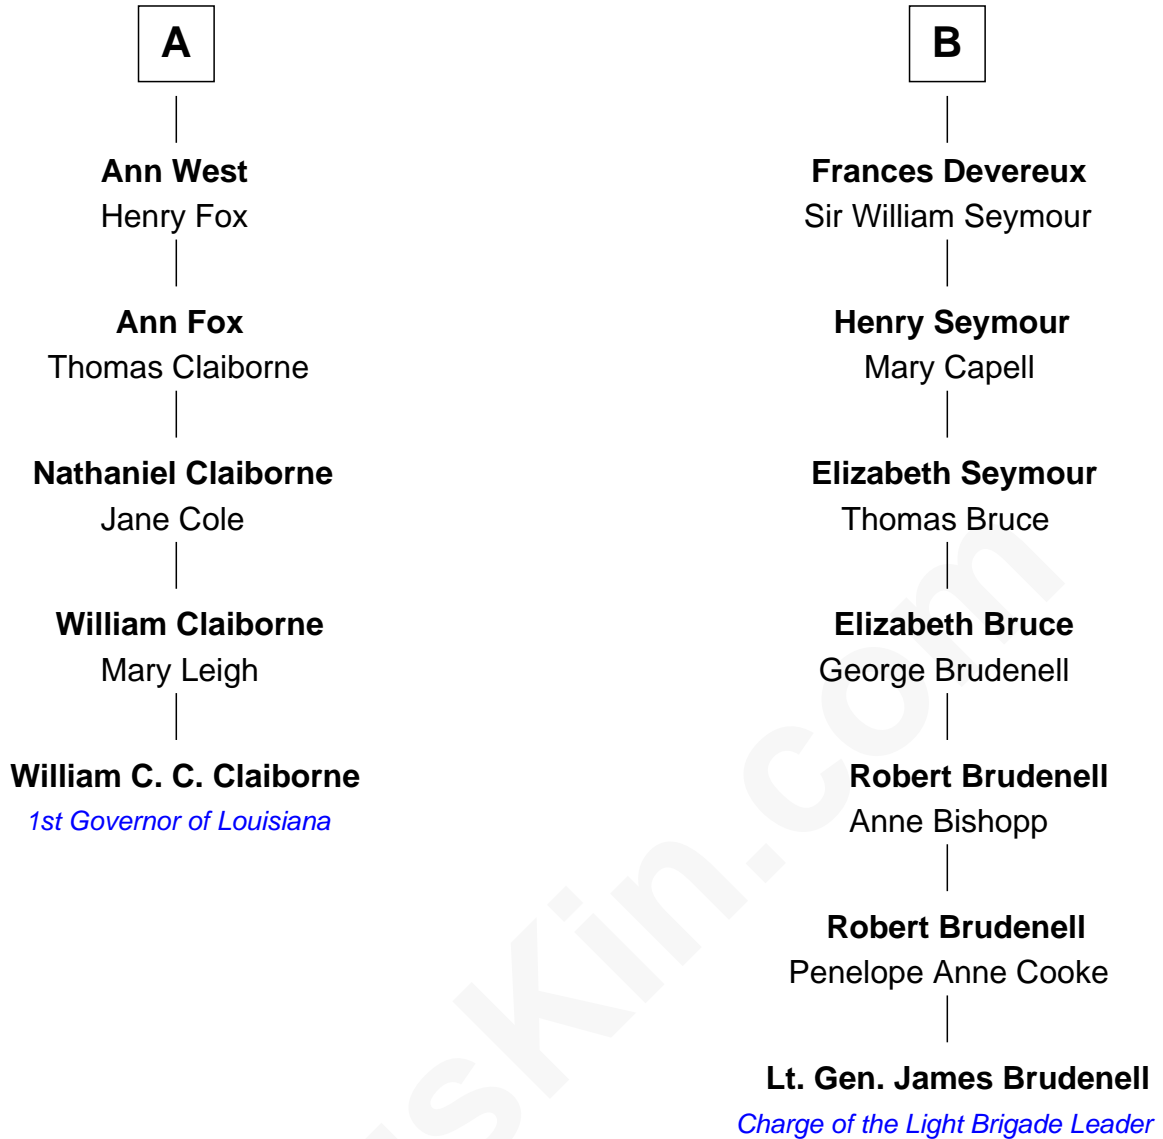 A
Ann West
Henry Fox
Ann Fox
Thomas Claiborne
Nathaniel Claiborne
Jane Cole
William Claiborne
Mary Leigh
William C. C. Claiborne
1st Governor of Louisiana
B
Frances Devereux
Sir William Seymour
Henry Seymour
Mary Capell
Elizabeth Seymour
Thomas Bruce
Elizabeth Bruce
George Brudenell
Robert Brudenell
Anne Bishopp
Robert Brudenell
Penelope Anne Cooke
Lt. Gen. James Brudenell
Charge of the Light Brigade Leader
usKin.com